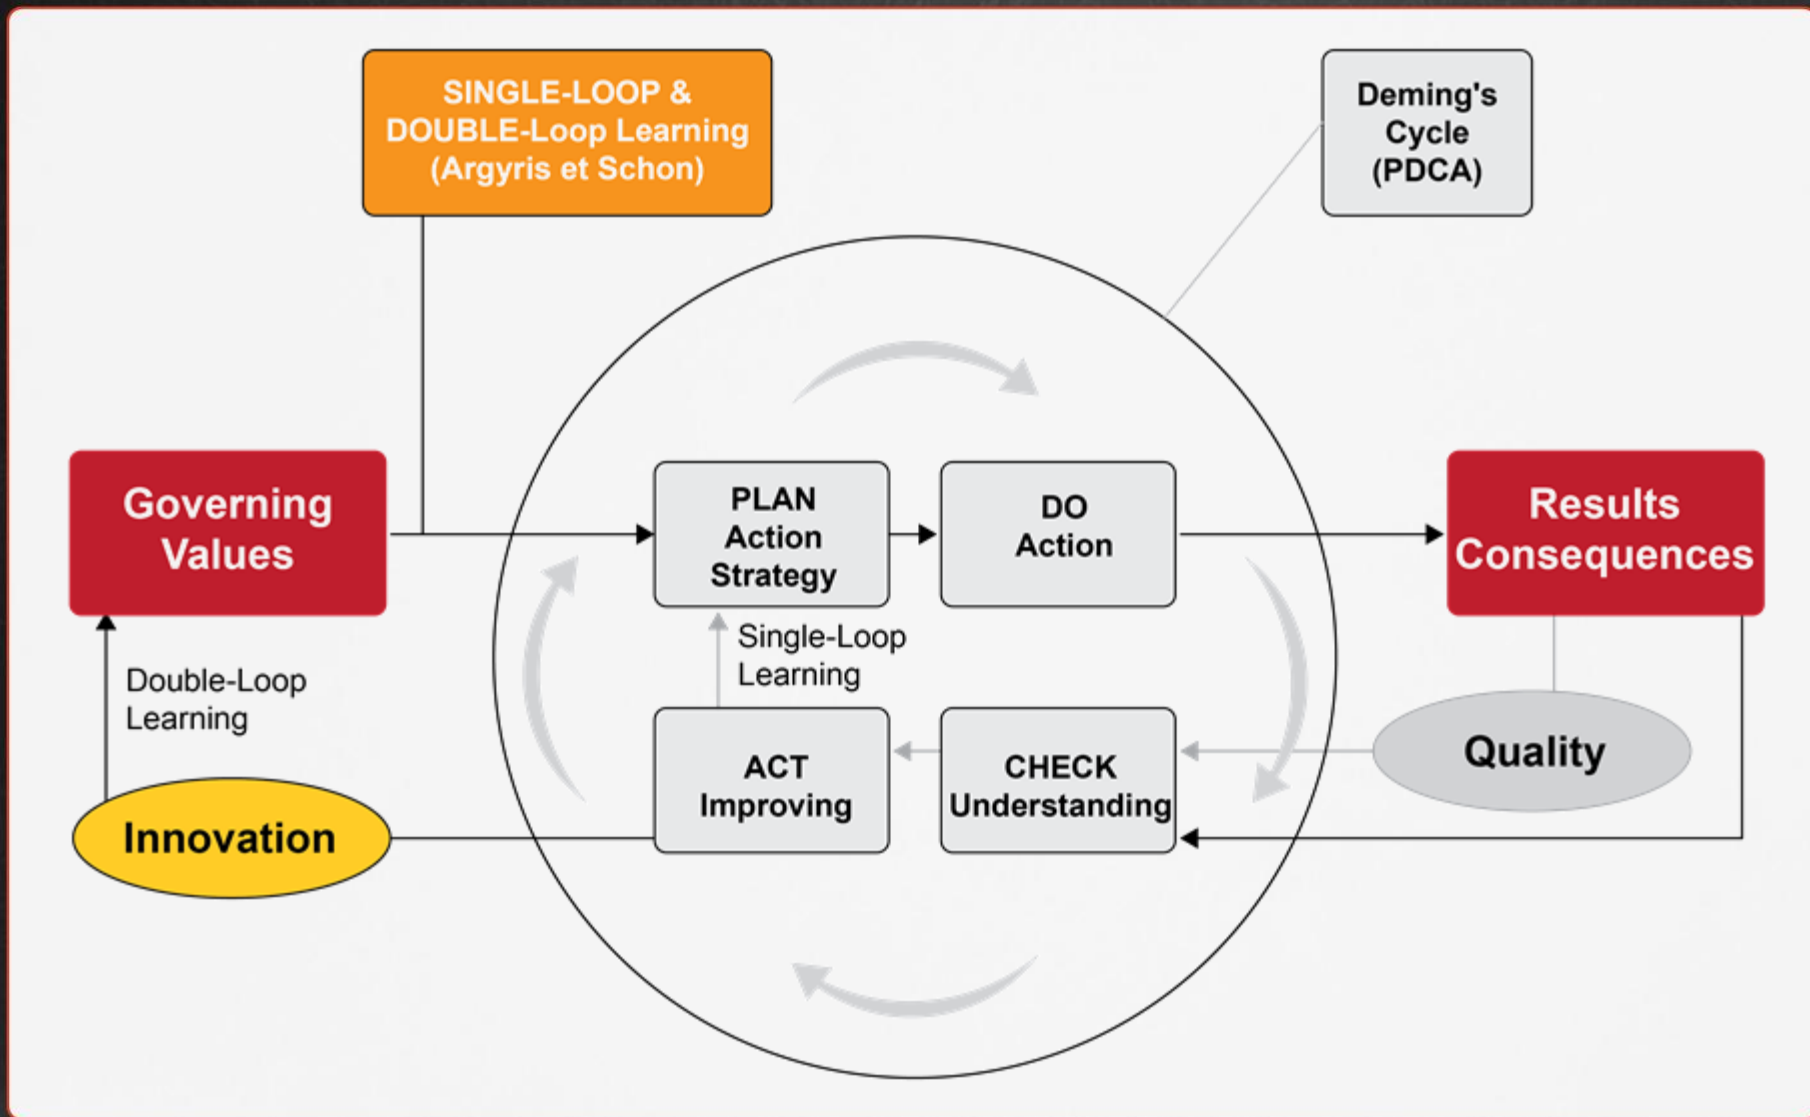 SINGLE-LOOP &
DOUBLE-Loop Learning
(Argyris et Schon)
Deming's
Cycle
(PDCA)
Governing
Values
PLAN
Action
Strategy
DO
Action
Results
Consequences
Single-Loop
Learning
Double-Loop
Learning
ACT
Improving
CHECK
Understanding
Quality
Innovation